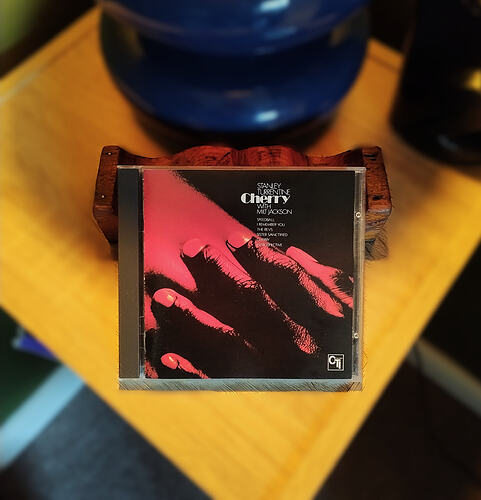 STANLEY
TURRENTINE
Cherry
WITH
MILT JACKSON
SPEEDBALL
I REMEMBER YOU
THE REVS
SISTER SANCTIFIED
CTI